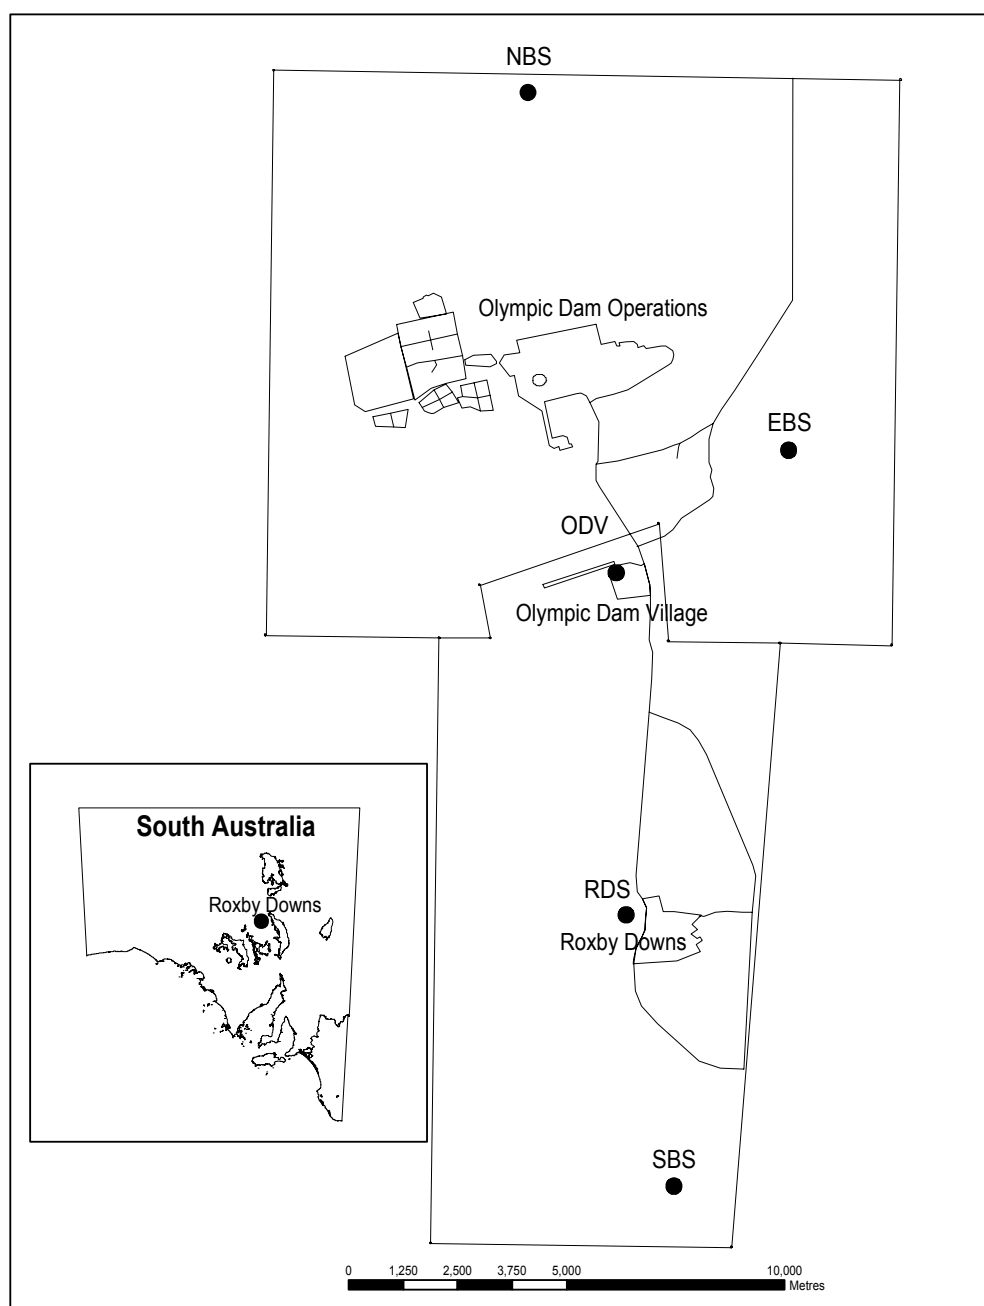 NBS
Olympic Dam Operations
EBS
ODV
Olympic Dam Village
South Australia
Roxby Downs
RDS
Roxby Downs
SBS
0 1,250 2,500 3,750 5,000 10,000
Metres